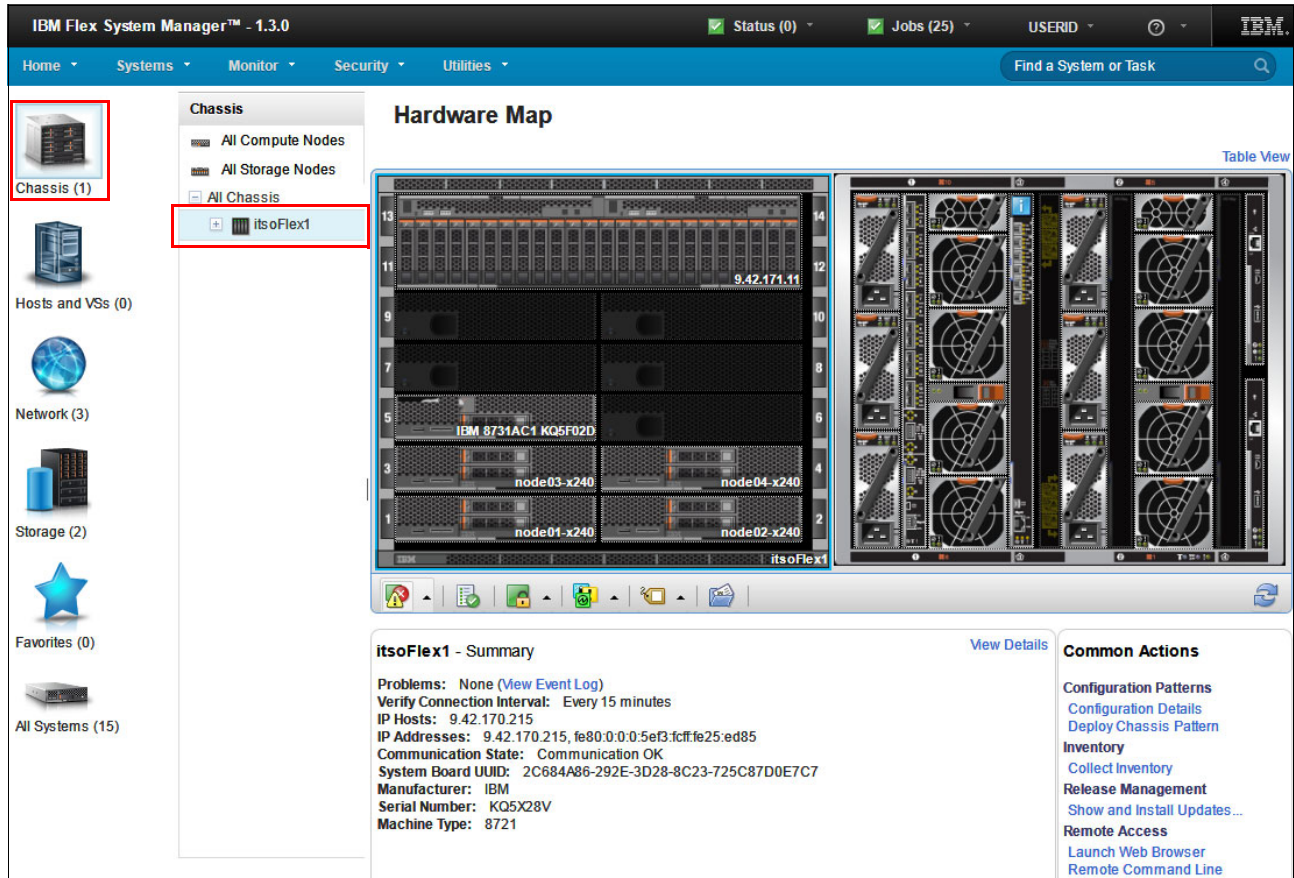 IBM Flex System Manager™ - 1.3.0
Status (0)
Jobs (25)
USERID
?
IBM.
Home
Systems
Monitor
Security
Utilities
Find a System or Task
Chassis (1)
Hosts and VSs (0)
Network (3)
Storage (2)
Favorites (0)
All Systems (15)
Chassis
All Compute Nodes
All Storage Nodes
All Chassis
itsoFlex1
Hardware Map
Table View
13
14
11
12
9.42.171.11
9
10
7
8
5
6
IBM 8731AC1 KQ5F02D
3
4
node03-x240
node04-x240
1
2
node01-x240
node02-x240
IBM
itsoFlex1
itsoFlex1 - Summary
View Details
Problems: None (View Event Log)
Verify Connection Interval: Every 15 minutes
IP Hosts: 9.42.170.215
IP Addresses: 9.42.170.215, fe80:0:0:0:5ef3:fcff:fe25:ed85
Communication State: Communication OK
System Board UUID: 2C684A86-292E-3D28-8C23-725C87D0E7C7
Manufacturer: IBM
Serial Number: KQ5X28V
Machine Type: 8721
Common Actions
Configuration Patterns
Configuration Details
Deploy Chassis Pattern
Inventory
Collect Inventory
Release Management
Show and Install Updates...
Remote Access
Launch Web Browser
Remote Command Line